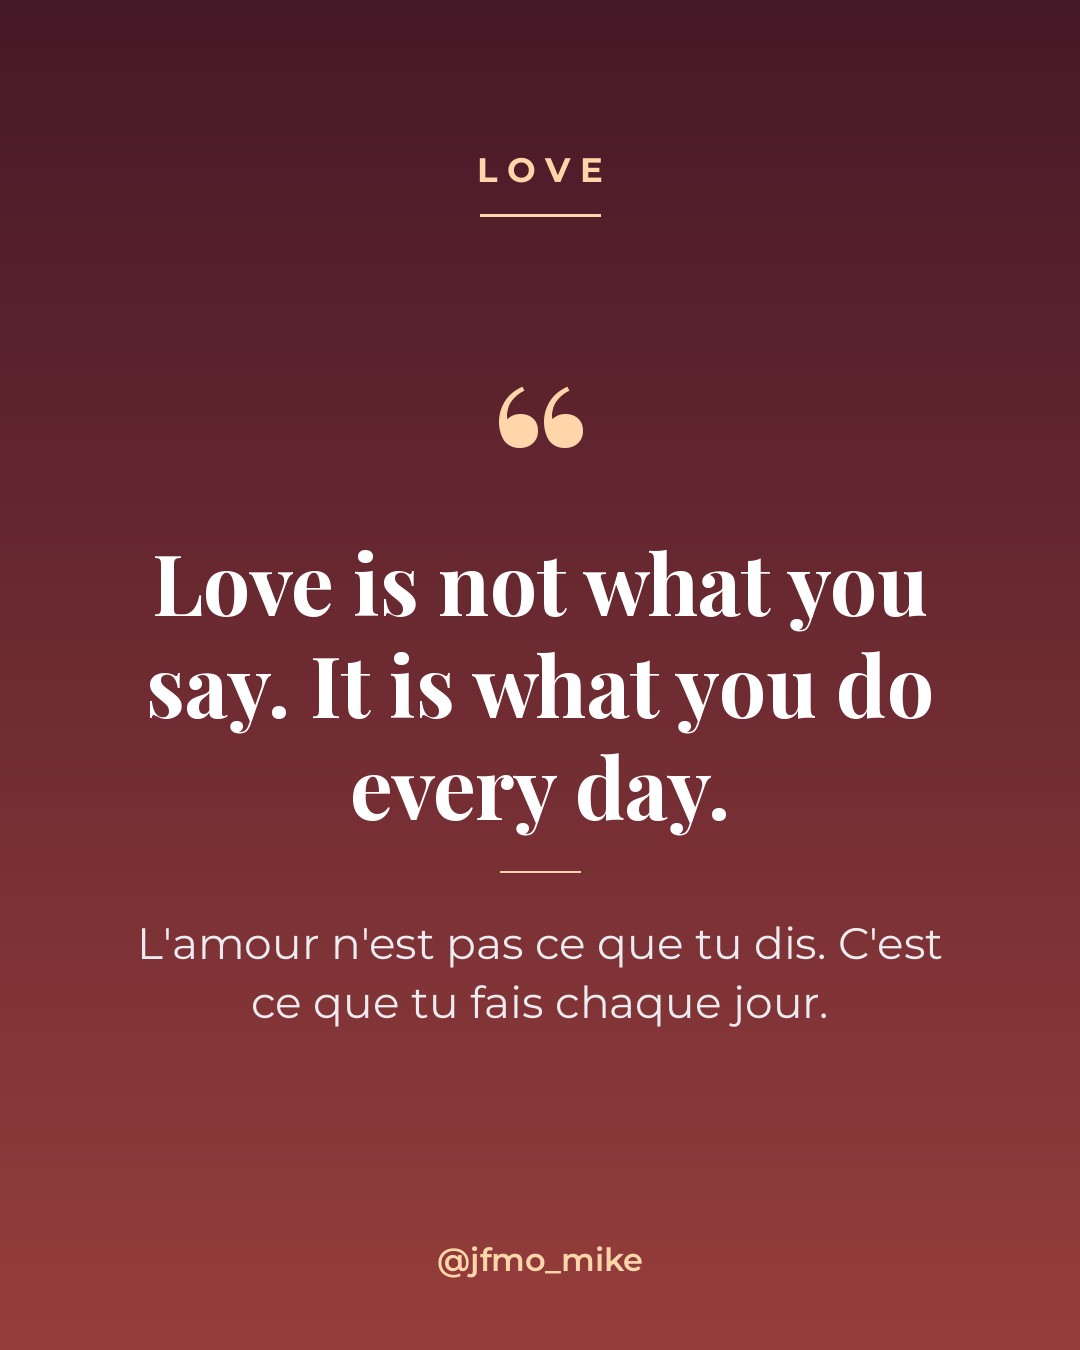 LOVE
“
Love is not what you
say. It is what you do
every day.
L'amour n'est pas ce que tu dis. C'est
ce que tu fais chaque jour.
@jfmo_mike